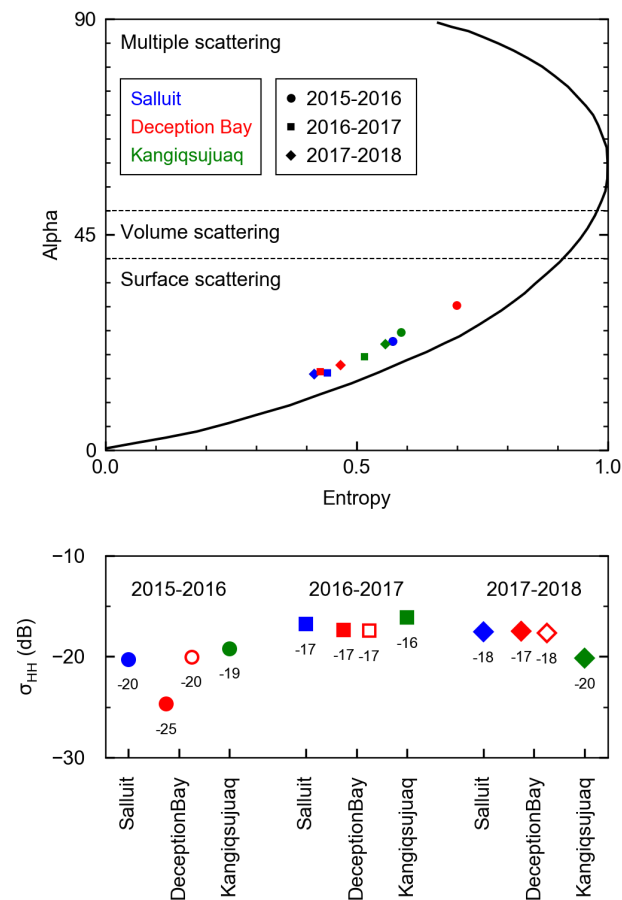 90
Multiple scattering
Salluit
Deception Bay
Kangiqsujuaq
2015-2016
2016-2017
2017-2018
Alpha
45
Volume scattering
Surface scattering
0
0.0 0.5 1.0
Entropy
−10
2015-2016 2016-2017 2017-2018
σHH (dB)
−20
-20 -25 -20 -19 -17 -17 -17 -16 -18 -17 -18 -20
−30
Salluit DeceptionBay Kangiqsujuaq Salluit DeceptionBay Kangiqsujuaq Salluit DeceptionBay Kangiqsujuaq